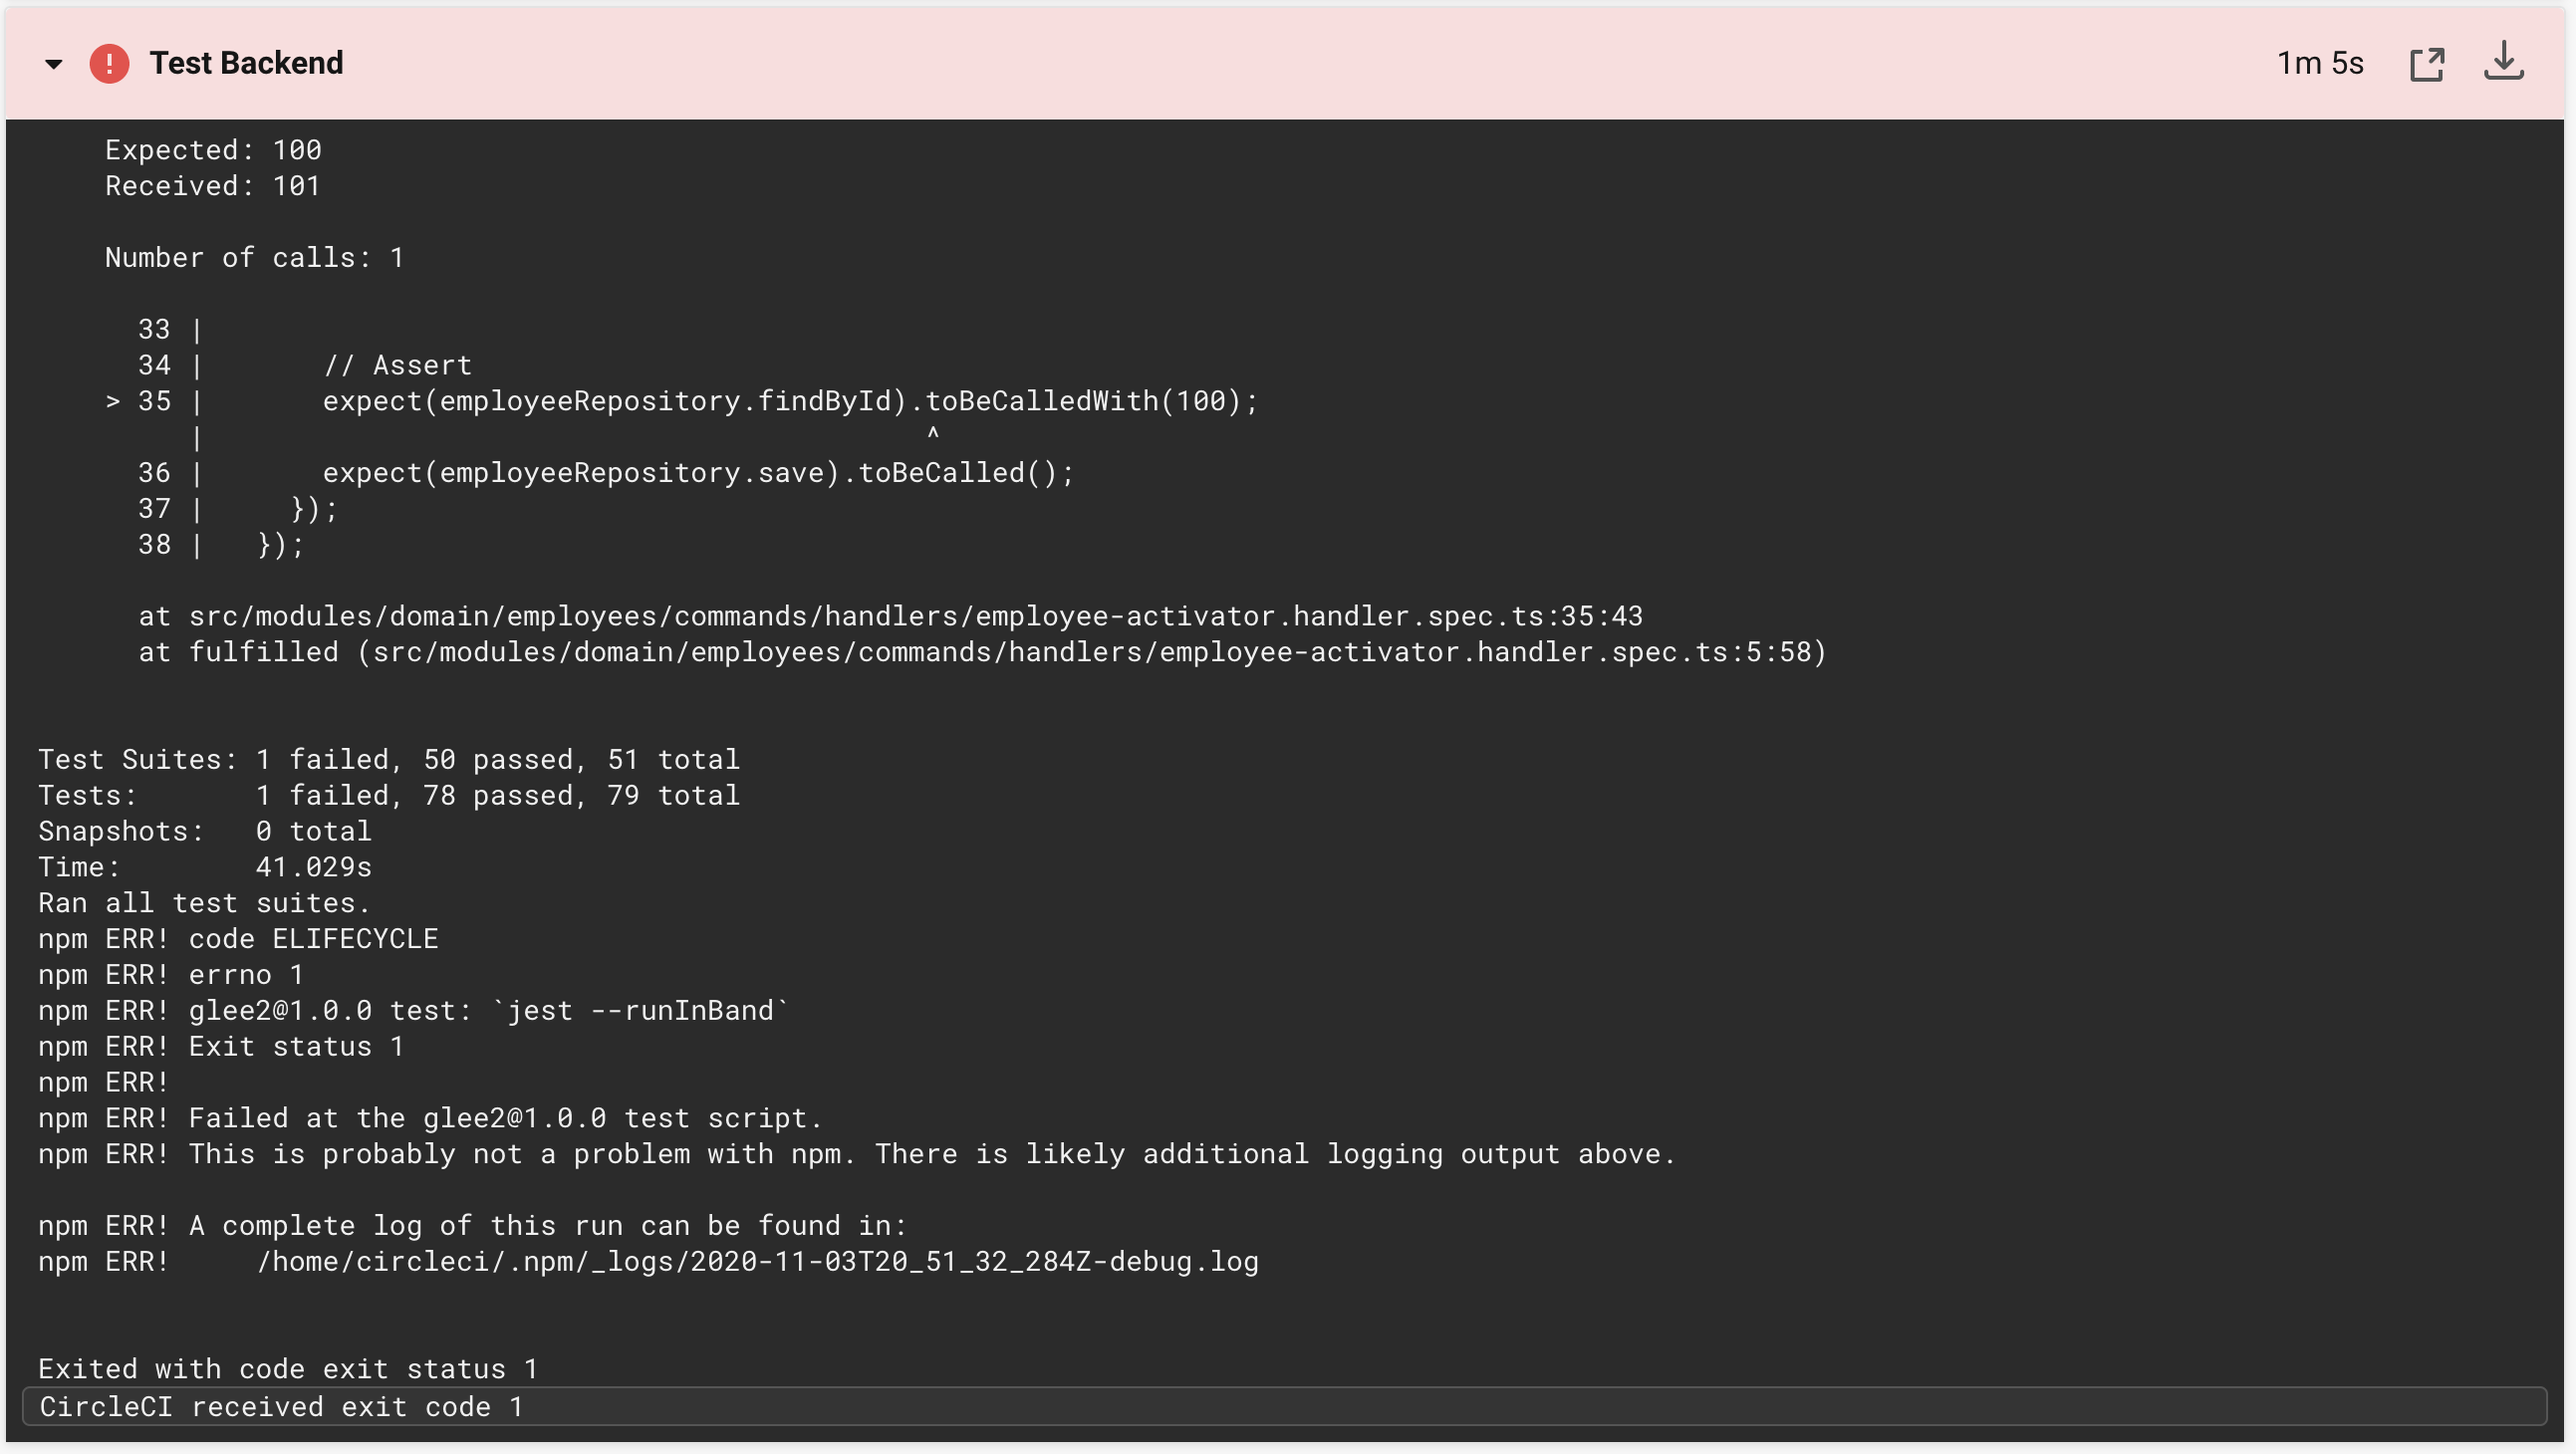 Test Backend
1m 5s
Expected: 100
Received: 101
Number of calls: 1
33 |
34 |       // Assert
> 35 |       expect(employeeRepository.findById).toBeCalledWith(100);
|                                           ^
36 |       expect(employeeRepository.save).toBeCalled();
37 |     });
38 |   });
at src/modules/domain/employees/commands/handlers/employee-activator.handler.spec.ts:35:43
at fulfilled (src/modules/domain/employees/commands/handlers/employee-activator.handler.spec.ts:5:58)
Test Suites: 1 failed, 50 passed, 51 total
Tests:       1 failed, 78 passed, 79 total
Snapshots:   0 total
Time:        41.029s
Ran all test suites.
npm ERR! code ELIFECYCLE
npm ERR! errno 1
npm ERR! glee2@1.0.0 test: `jest --runInBand`
npm ERR! Exit status 1
npm ERR!
npm ERR! Failed at the glee2@1.0.0 test script.
npm ERR! This is probably not a problem with npm. There is likely additional logging output above.
npm ERR! A complete log of this run can be found in:
npm ERR!     /home/circleci/.npm/_logs/2020-11-03T20_51_32_284Z-debug.log
Exited with code exit status 1
CircleCI received exit code 1